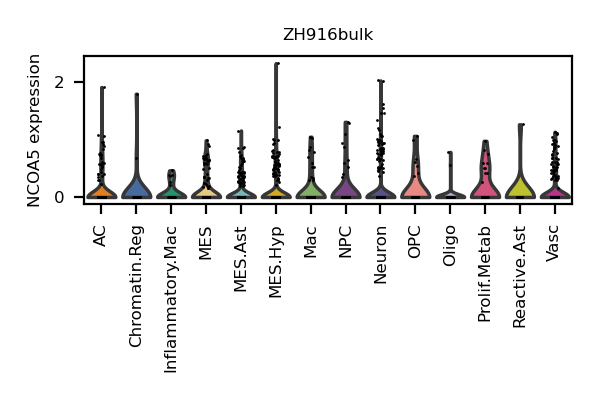 ZH916bulk
NCOA5 expression
2
0
AC
Chromatin.Reg
Inflammatory.Mac
MES
MES.Ast
MES.Hyp
Mac
NPC
Neuron
OPC
Oligo
Prolif.Metab
Reactive.Ast
Vasc